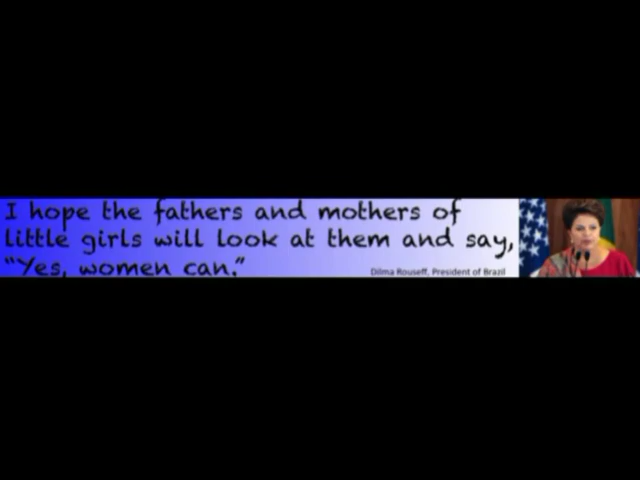 I hope the fathers and mothers of
little girls will look at them and say,
“Yes, women can.”
Dilma Rouseff, President of Brazil